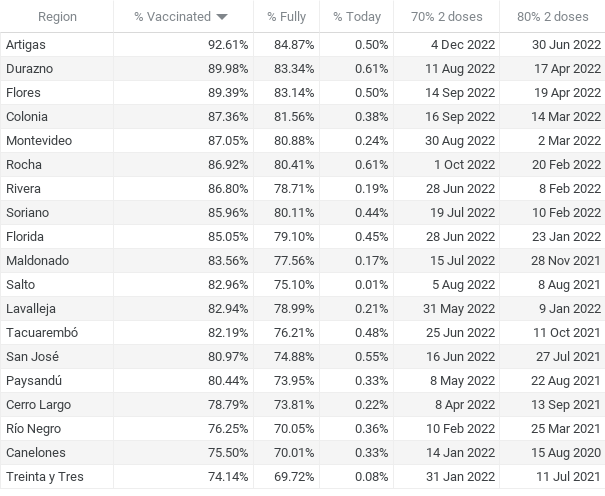 Region % Vaccinated % Fully % Today 70% 2 doses 80% 2 doses
Artigas 92.61% 84.87% 0.50% 4 Dec 2022 30 Jun 2022
Durazno 89.98% 83.34% 0.61% 11 Aug 2022 17 Apr 2022
Flores 89.39% 83.14% 0.50% 14 Sep 2022 19 Apr 2022
Colonia 87.36% 81.56% 0.38% 16 Sep 2022 14 Mar 2022
Montevideo 87.05% 80.88% 0.24% 30 Aug 2022 2 Mar 2022
Rocha 86.92% 80.41% 0.61% 1 Oct 2022 20 Feb 2022
Rivera 86.80% 78.71% 0.19% 28 Jun 2022 8 Feb 2022
Soriano 85.96% 80.11% 0.44% 19 Jul 2022 10 Feb 2022
Florida 85.05% 79.10% 0.45% 28 Jun 2022 23 Jan 2022
Maldonado 83.56% 77.56% 0.17% 15 Jul 2022 28 Nov 2021
Salto 82.96% 75.10% 0.01% 5 Aug 2022 8 Aug 2021
Lavalleja 82.94% 78.99% 0.21% 31 May 2022 9 Jan 2022
Tacuarembó 82.19% 76.21% 0.48% 25 Jun 2022 11 Oct 2021
San José 80.97% 74.88% 0.55% 16 Jun 2022 27 Jul 2021
Paysandú 80.44% 73.95% 0.33% 8 May 2022 22 Aug 2021
Cerro Largo 78.79% 73.81% 0.22% 8 Apr 2022 13 Sep 2021
Río Negro 76.25% 70.05% 0.36% 10 Feb 2022 25 Mar 2021
Canelones 75.50% 70.01% 0.33% 14 Jan 2022 15 Aug 2020
Treinta y Tres 74.14% 69.72% 0.08% 31 Jan 2022 11 Jul 2021